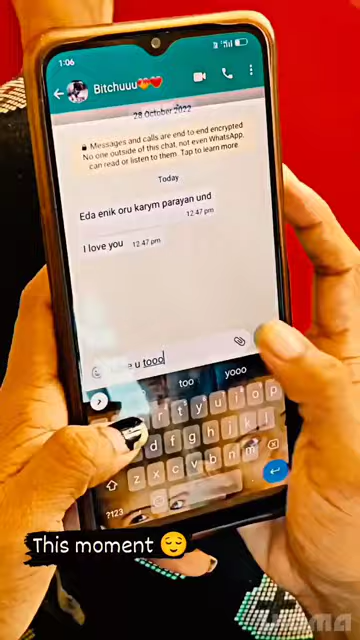 1:06
Bitchuuu🧡❤️
28 October 2022
Messages and calls are end-to-end encrypted.
No one outside of this chat, not even WhatsApp,
can read or listen to them. Tap to learn more.
Today
Eda enik oru karym parayan und
12:47 pm
I love you 12:47 pm
e u tooo
too yooo
r t y u i o p
d f g h j k l
z x c v b n m
?123
This moment 😌